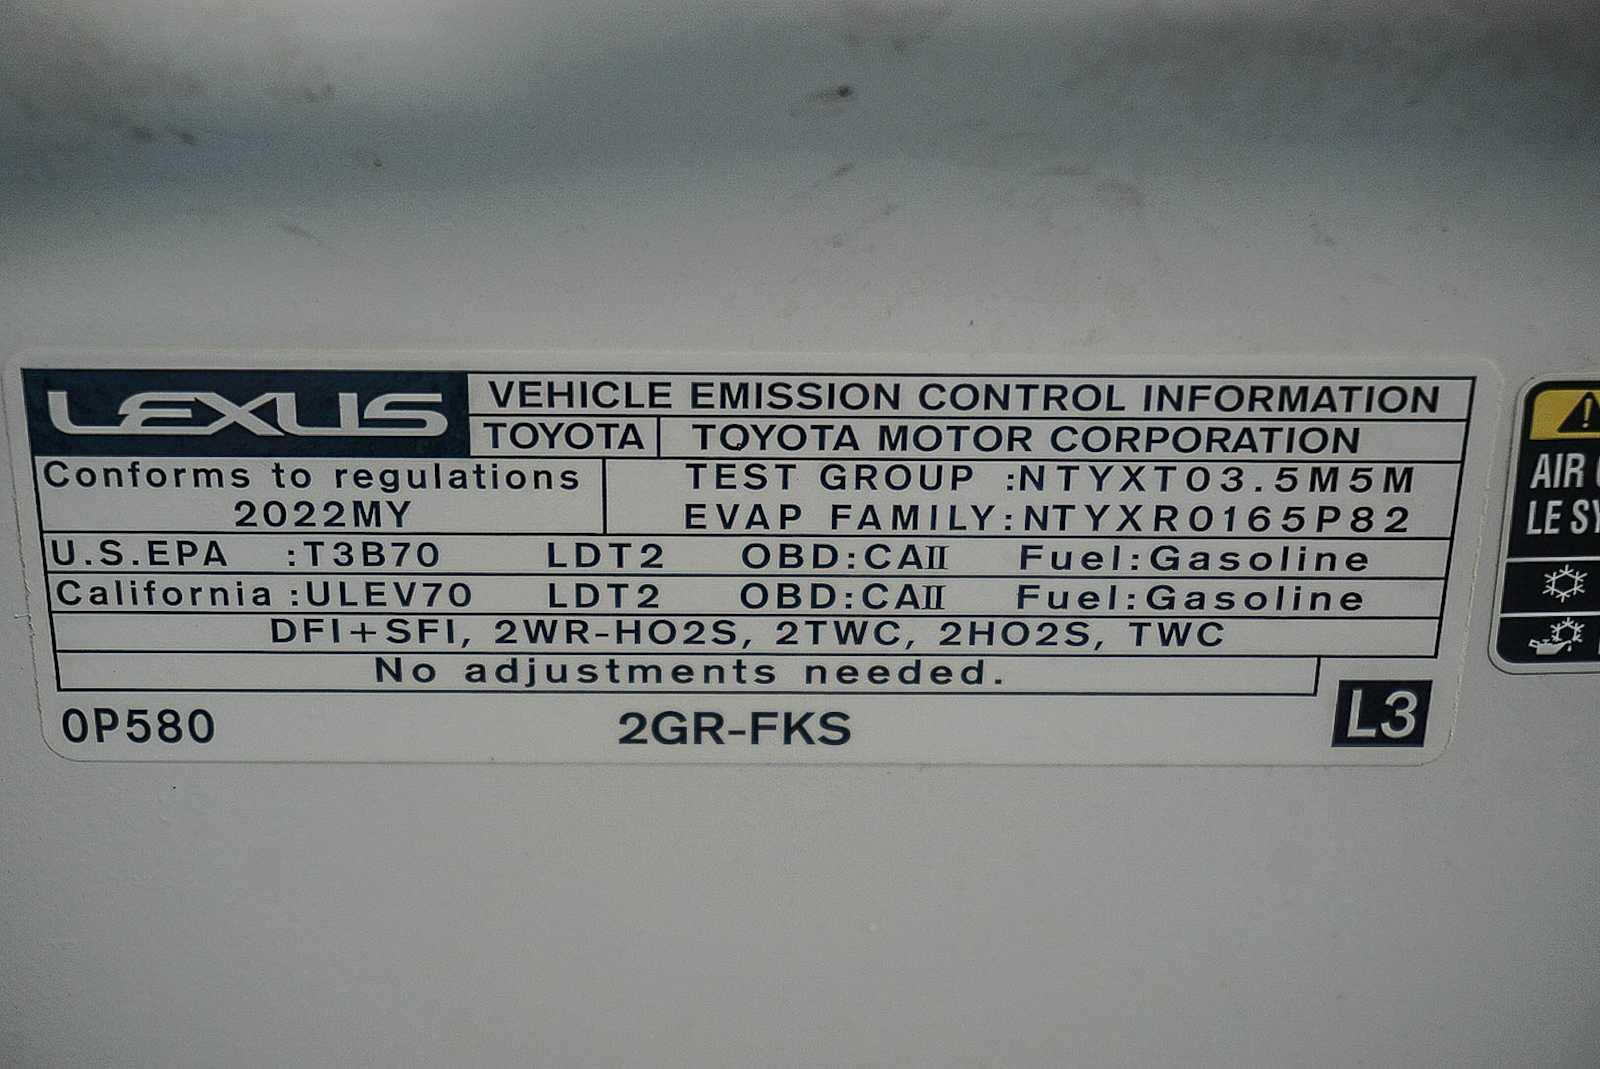 LEXUS VEHICLE EMISSION CONTROL INFORMATION
TOYOTA TOYOTA MOTOR CORPORATION
Conforms to regulations TEST GROUP :NTYXT03.5M5M
2022MY EVAP FAMILY:NTYXR0165P82
U.S.EPA :T3B70 LDT2 OBD:CAII Fuel:Gasoline
California :ULEV70 LDT2 OBD:CAII Fuel:Gasoline
DFI+SFI, 2WR-HO2S, 2TWC, 2HO2S, TWC
No adjustments needed.
0P580 2GR-FKS L3
AIR
LE SY